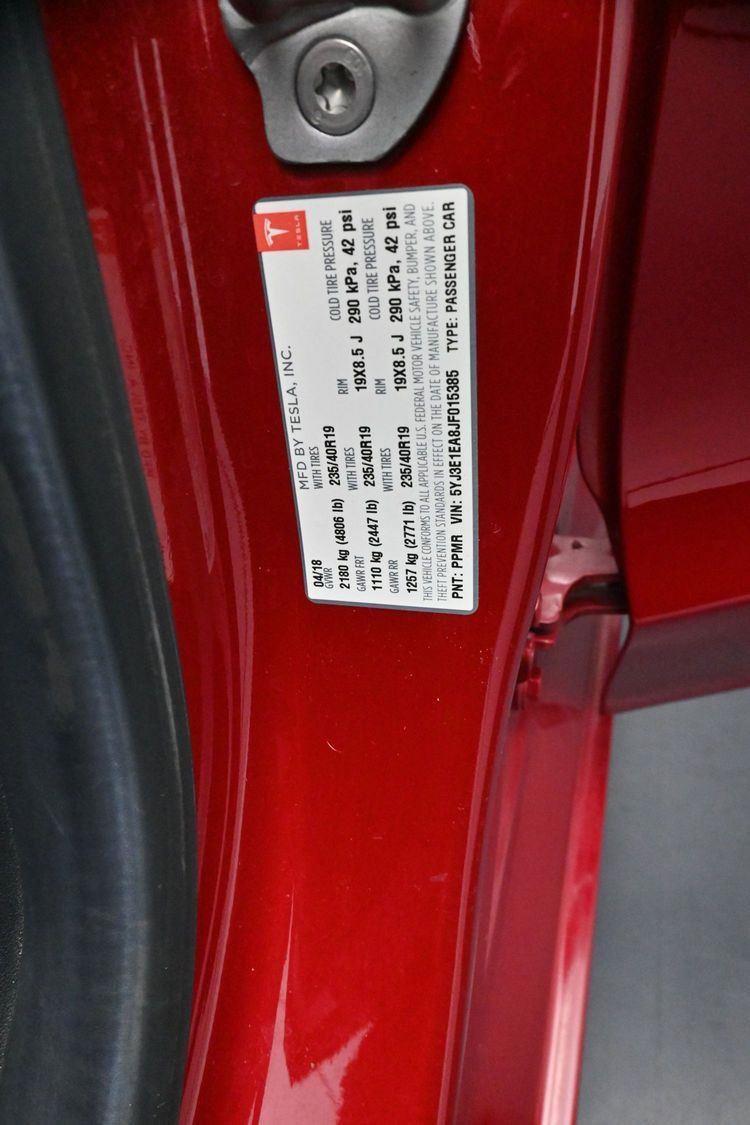 TESLA
MFD BY TESLA, INC.
04/18
GVWR WITH TIRES RIM COLD TIRE PRESSURE
2180 kg (4806 lb) 235/40R19 19X8.5 J 290 kPa, 42 psi
GAWR FRT WITH TIRES RIM COLD TIRE PRESSURE
1110 kg (2447 lb) 235/40R19 19X8.5 J 290 kPa, 42 psi
GAWR RR WITH TIRES
1257 kg (2771 lb) 235/40R19
THIS VEHICLE CONFORMS TO ALL APPLICABLE U.S. FEDERAL MOTOR VEHICLE SAFETY, BUMPER, AND
THEFT PREVENTION STANDARDS IN EFFECT ON THE DATE OF MANUFACTURE SHOWN ABOVE.
PNT: PPMR VIN: 5YJ3E1EA8JF015385 TYPE: PASSENGER CAR